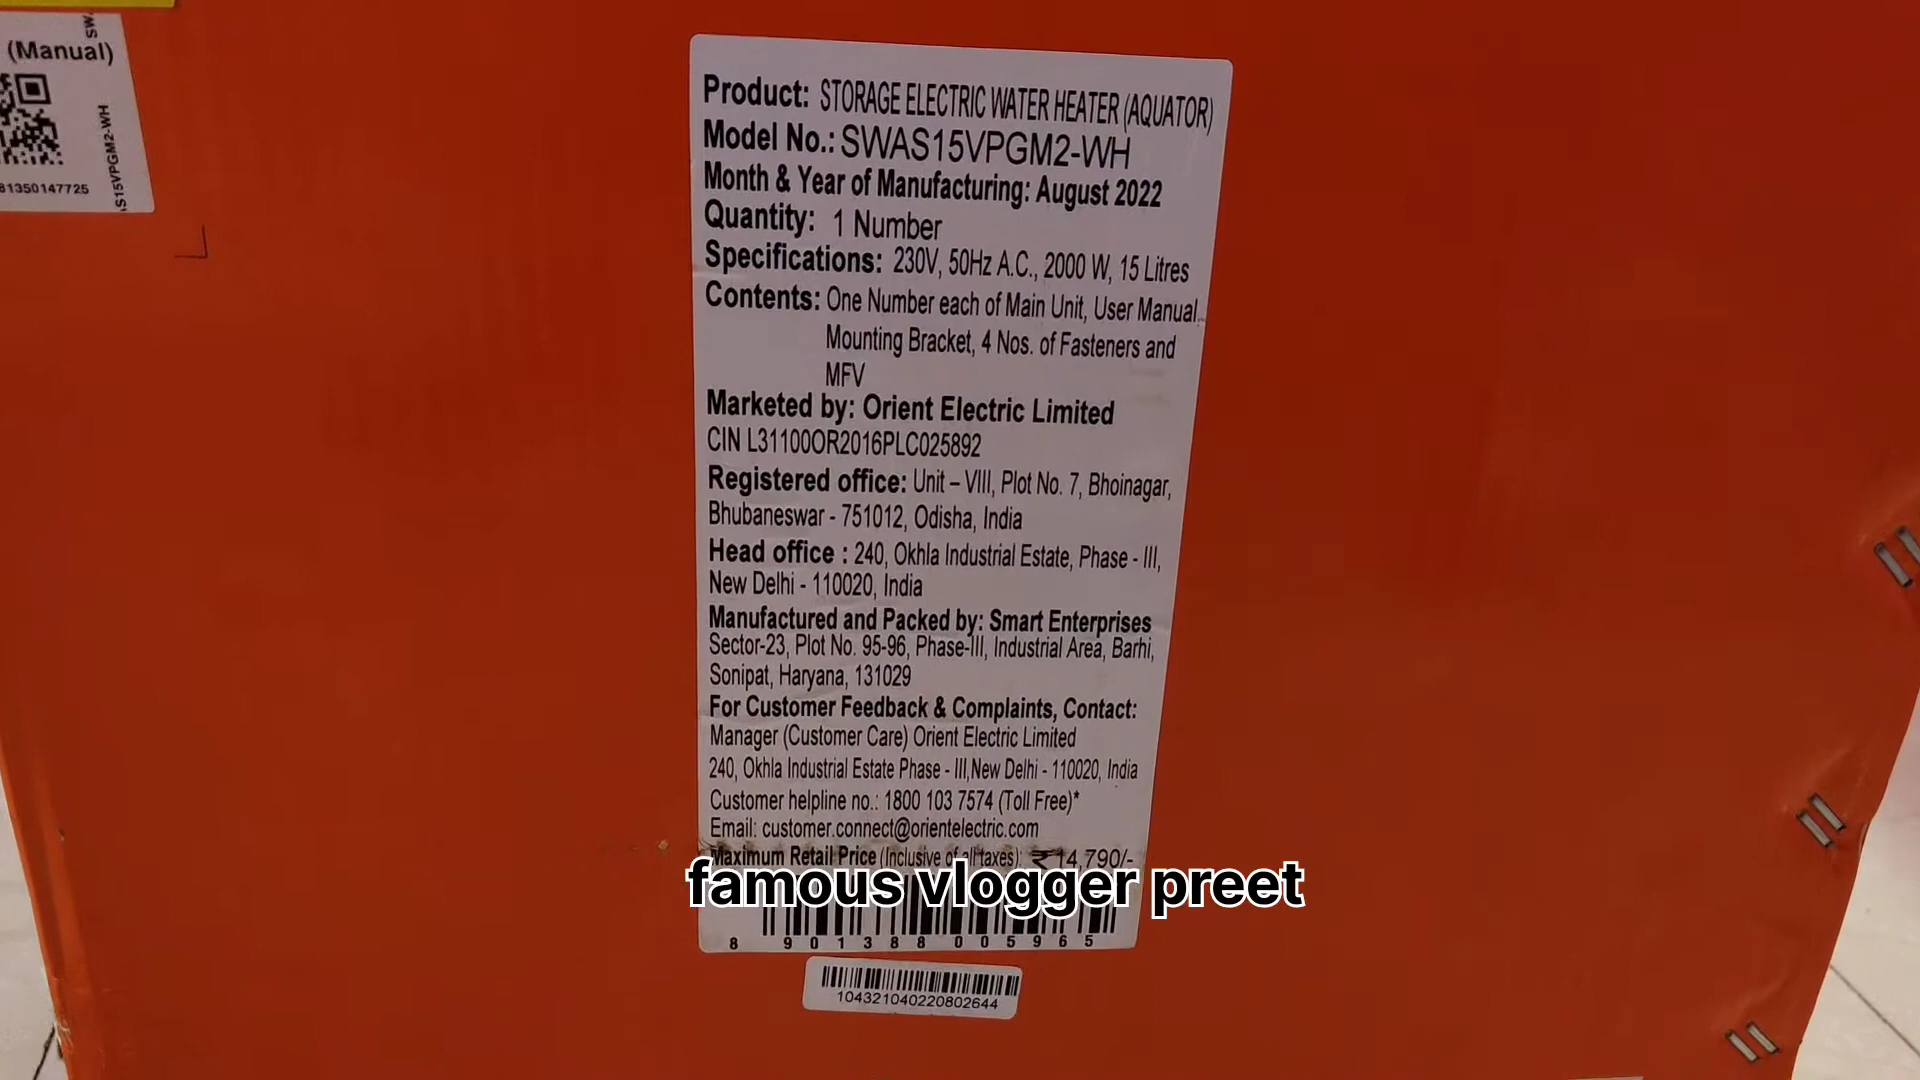 (Manual)
SW
S15VPGM2-WH
81350147725
Product: STORAGE ELECTRIC WATER HEATER (AQUATOR)
Model No.: SWAS15VPGM2-WH
Month & Year of Manufacturing: August 2022
Quantity: 1 Number
Specifications: 230V, 50Hz A.C., 2000 W, 15 Litres
Contents: One Number each of Main Unit, User Manual,
Mounting Bracket, 4 Nos. of Fasteners and
MFV
Marketed by: Orient Electric Limited
CIN L31100OR2016PLC025892
Registered office: Unit – VIII, Plot No. 7, Bhoinagar,
Bhubaneswar - 751012, Odisha, India
Head office : 240, Okhla Industrial Estate, Phase - III,
New Delhi - 110020, India
Manufactured and Packed by: Smart Enterprises
Sector-23, Plot No. 95-96, Phase-III, Industrial Area, Barhi,
Sonipat, Haryana, 131029
For Customer Feedback & Complaints, Contact:
Manager (Customer Care) Orient Electric Limited
240, Okhla Industrial Estate Phase - III,New Delhi - 110020, India
Customer helpline no.: 1800 103 7574 (Toll Free)*
Email: customer.connect@orientelectric.com
Maximum Retail Price (Inclusive of all taxes): ₹ 14,790/-
famous vlogger preet
8 901388 005965
104321040220802644